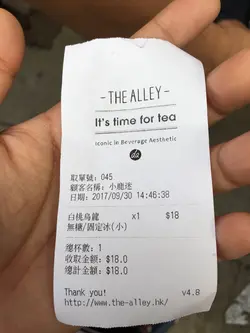 - THE ALLEY -
It's time for tea
Iconic in Beverage Aesthetic
取單號: 045
顧客名稱: 小鹿迷
日期: 2017/09/30 14:46:38
白桃烏龍 x1 $18
無糖/固定冰(小)
總杯數: 1
收取金額: $18.0
總計金額: $18.0
Thank you! v4.8
http://www.the-alley.hk/